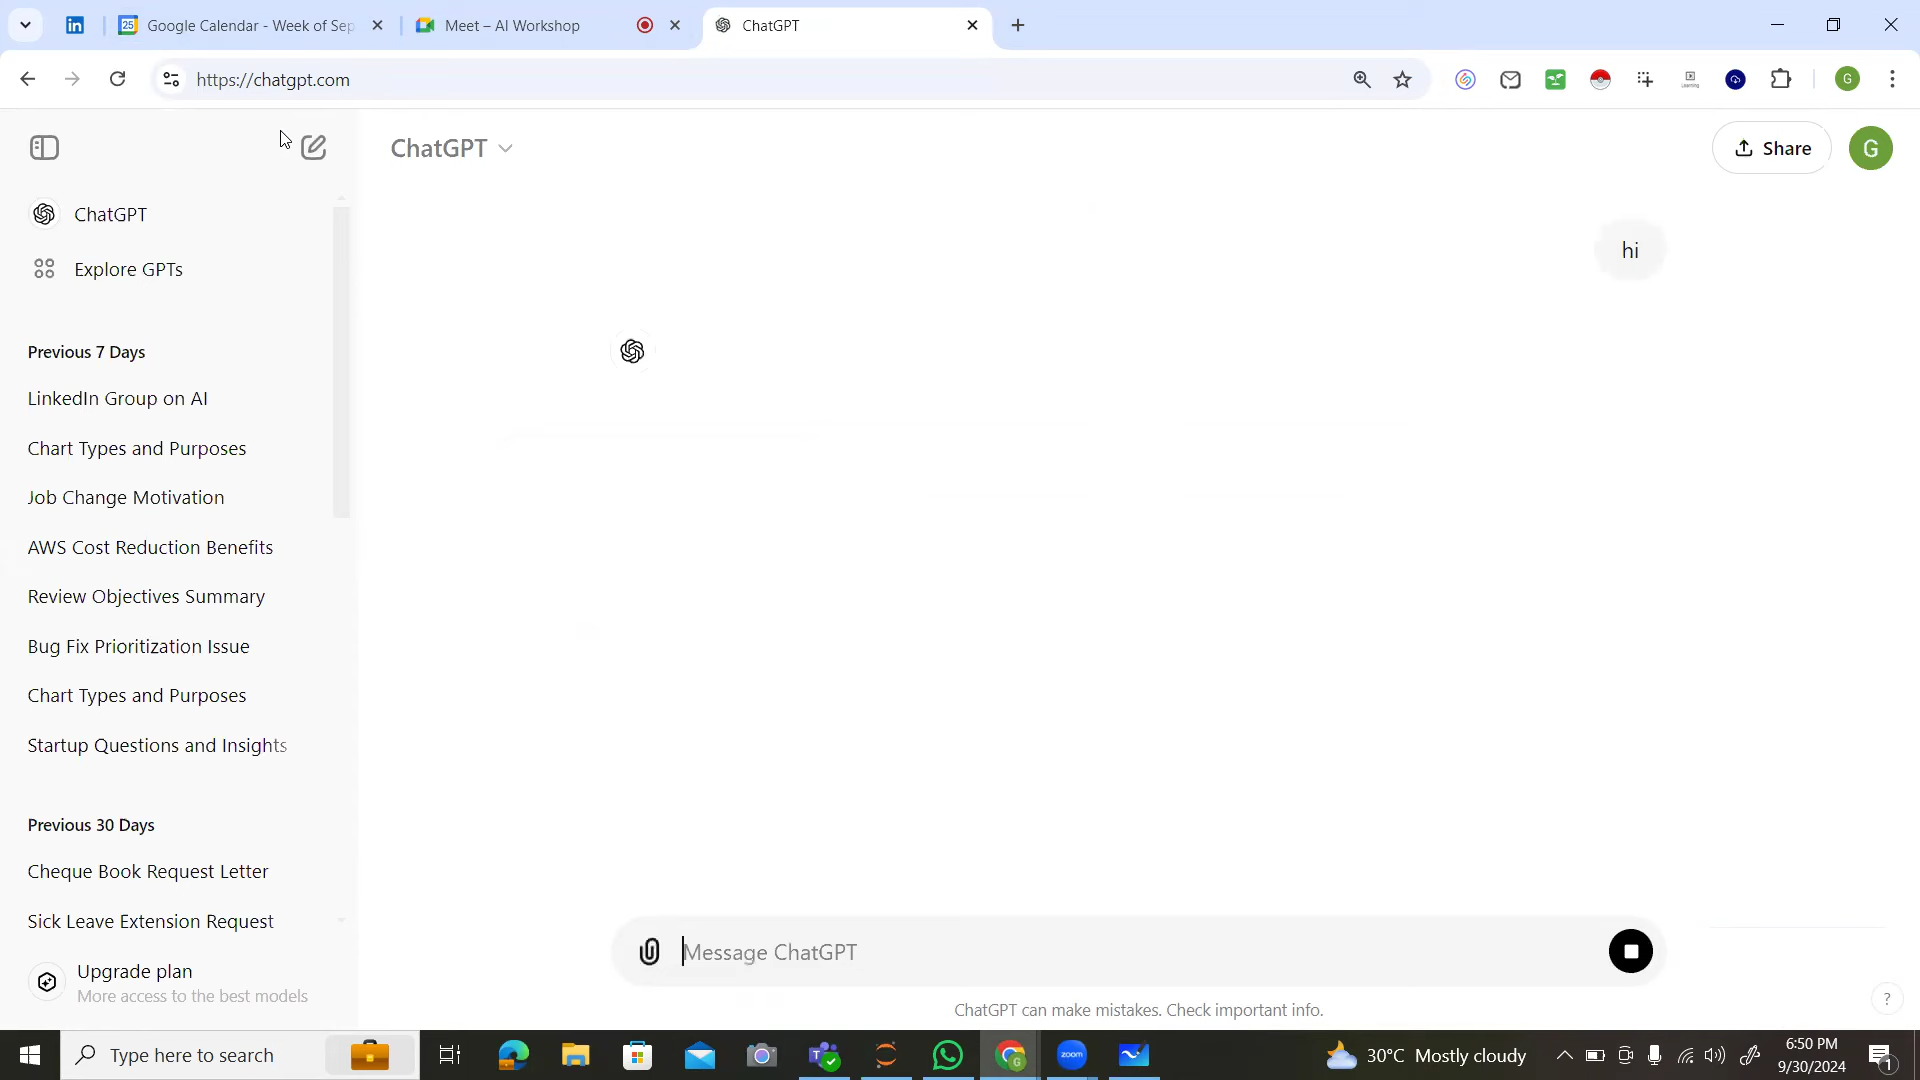 Google Calendar - Week of Sep
Meet – AI Workshop
ChatGPT
https://chatgpt.com
G
ChatGPT
Share
G
ChatGPT
Explore GPTs
hi
Previous 7 Days
LinkedIn Group on AI
Chart Types and Purposes
Job Change Motivation
AWS Cost Reduction Benefits
Review Objectives Summary
Bug Fix Prioritization Issue
Chart Types and Purposes
Startup Questions and Insights
Previous 30 Days
Cheque Book Request Letter
Sick Leave Extension Request
Upgrade plan
More access to the best models
Message ChatGPT
ChatGPT can make mistakes. Check important info.
?
Type here to search
zoom
30°C Mostly cloudy
6:50 PM
9/30/2024
1